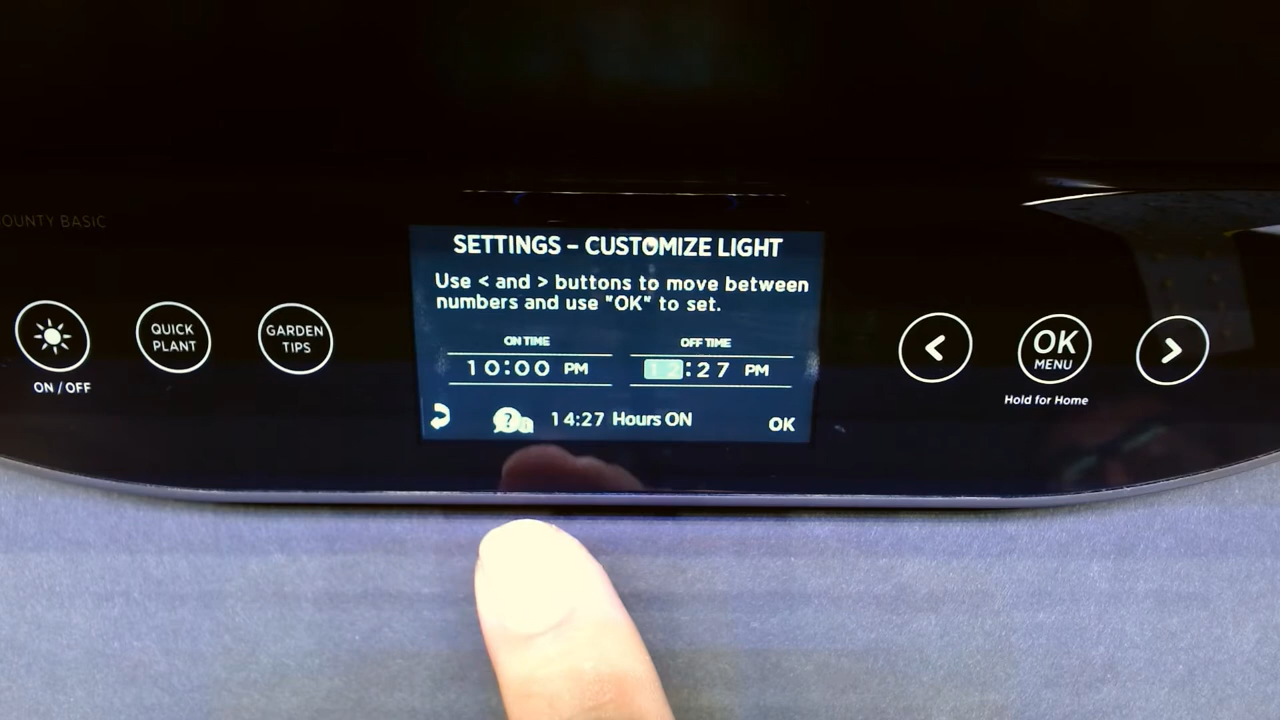 OUNTY BASIC
SETTINGS – CUSTOMIZE LIGHT
Use < and > buttons to move between
numbers and use "OK" to set.
ON TIME
OFF TIME
10:00 PM
12:27 PM
14:27 Hours ON
OK
ON / OFF
QUICK
PLANT
GARDEN
TIPS
<
OK
MENU
Hold for Home
>